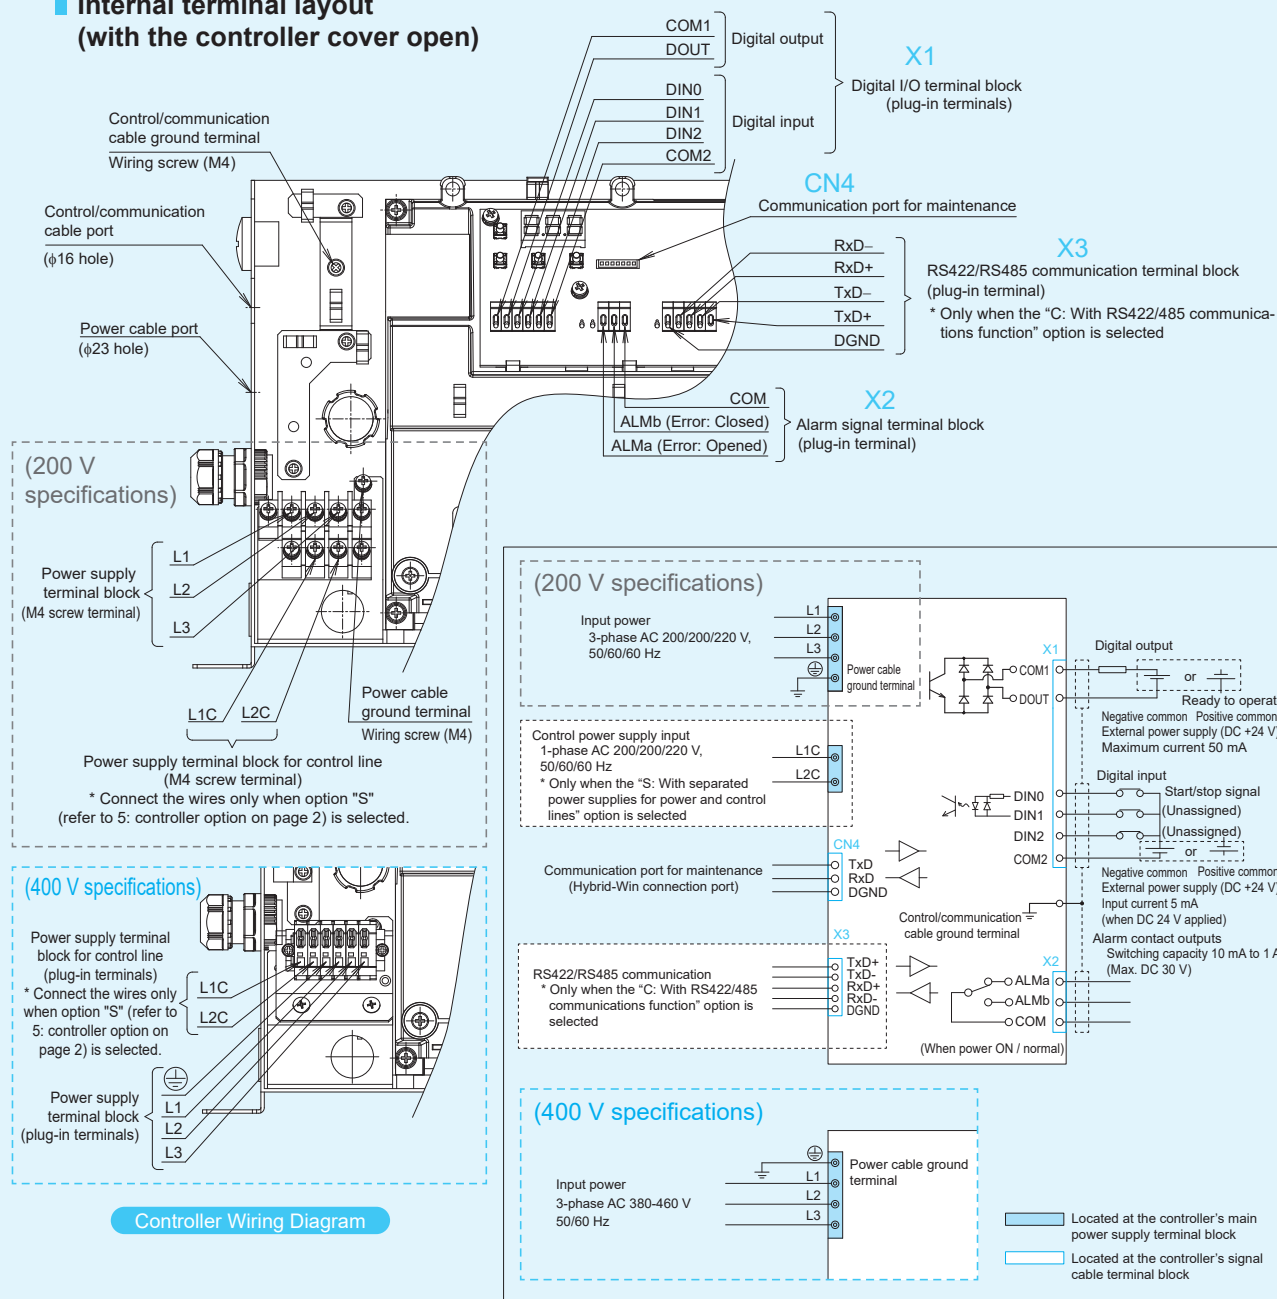 Internal terminal layout
(with the controller cover open)
COM1
DOUT
Digital output
DIN0
DIN1
DIN2
COM2
Digital input
X1
Digital I/O terminal block
(plug-in terminals)
Control/communication
cable ground terminal
Wiring screw (M4)
Control/communication
cable port
(ϕ16 hole)
Power cable port
(ϕ23 hole)
CN4
Communication port for maintenance
RxD–
RxD+
TxD–
TxD+
DGND
X3
RS422/RS485 communication terminal block
(plug-in terminal)
* Only when the “C: With RS422/485 communica-
tions function” option is selected
COM
ALMb (Error: Closed)
ALMa (Error: Opened)
X2
Alarm signal terminal block
(plug-in terminal)
(200 V
specifications)
L1
L2
L3
Power supply
terminal block
(M4 screw terminal)
L1C
L2C
Power cable
ground terminal
Wiring screw (M4)
Power supply terminal block for control line
(M4 screw terminal)
* Connect the wires only when option "S"
(refer to 5: controller option on page 2) is selected.
(400 V specifications)
Power supply terminal
block for control line
(plug-in terminals)
* Connect the wires only
when option "S" (refer to
5: controller option on
page 2) is selected.
L1C
L2C
Power supply
terminal block
(plug-in terminals)
L1
L2
L3
Controller Wiring Diagram
(200 V specifications)
Input power
3-phase AC 200/200/220 V,
50/60/60 Hz
L1
L2
L3
Power cable
ground terminal
Control power supply input
1-phase AC 200/200/220 V,
50/60/60 Hz
* Only when the “S: With separated
power supplies for power and control
lines” option is selected
L1C
L2C
Communication port for maintenance
(Hybrid-Win connection port)
CN4
TxD
RxD
DGND
X3
RS422/RS485 communication
* Only when the “C: With RS422/485
communications function” option is
selected
TxD+
TxD-
RxD+
RxD-
DGND
X1
COM1
DOUT
Digital output
or
Ready to operat
Negative common Positive common
External power supply (DC +24 V)
Maximum current 50 mA
Digital input
DIN0
DIN1
DIN2
COM2
Start/stop signal
(Unassigned)
(Unassigned)
or
Negative common Positive common
External power supply (DC +24 V)
Input current 5 mA
(when DC 24 V applied)
Control/communication
cable ground terminal
Alarm contact outputs
Switching capacity 10 mA to 1 A
(Max. DC 30 V)
X2
ALMa
ALMb
COM
(When power ON / normal)
(400 V specifications)
Input power
3-phase AC 380-460 V
50/60 Hz
L1
L2
L3
Power cable ground
terminal
Located at the controller’s main
power supply terminal block
Located at the controller’s signal
cable terminal block